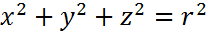 x² + y² + z² = r²